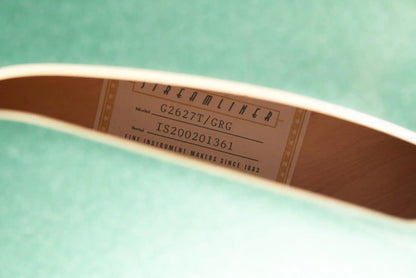 STREAMLINER
Model G2627T/GRG
Serial IS200201361
FINE INSTRUMENT MAKERS SINCE 1883